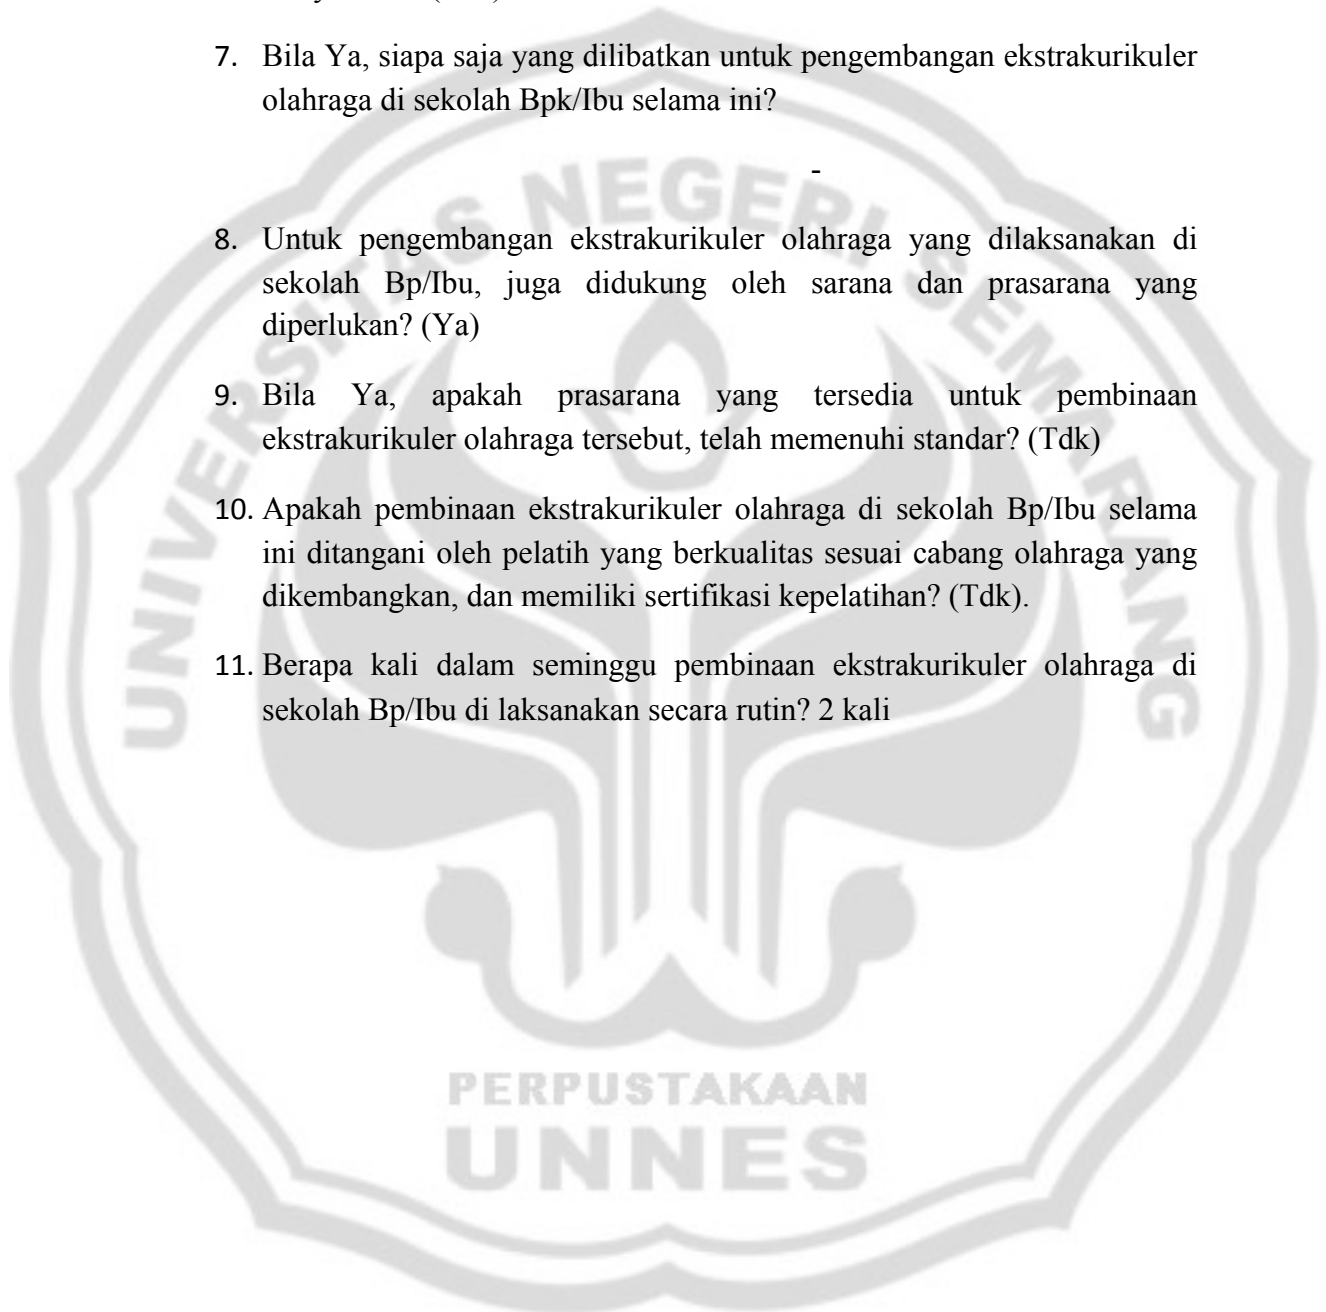 7. Bila Ya, siapa saja yang dilibatkan untuk pengembangan ekstrakurikuler
olahraga di sekolah Bpk/Ibu selama ini?
-
8. Untuk pengembangan ekstrakurikuler olahraga yang dilaksanakan di
sekolah Bp/Ibu, juga didukung oleh sarana dan prasarana yang
diperlukan? (Ya)
9. Bila Ya, apakah prasarana yang tersedia untuk pembinaan
ekstrakurikuler olahraga tersebut, telah memenuhi standar? (Tdk)
10. Apakah pembinaan ekstrakurikuler olahraga di sekolah Bp/Ibu selama
ini ditangani oleh pelatih yang berkualitas sesuai cabang olahraga yang
dikembangkan, dan memiliki sertifikasi kepelatihan? (Tdk).
11. Berapa kali dalam seminggu pembinaan ekstrakurikuler olahraga di
sekolah Bp/Ibu di laksanakan secara rutin? 2 kali
UNIVERSITAS NEGERI SEMARANG
PERPUSTAKAAN
UNNES